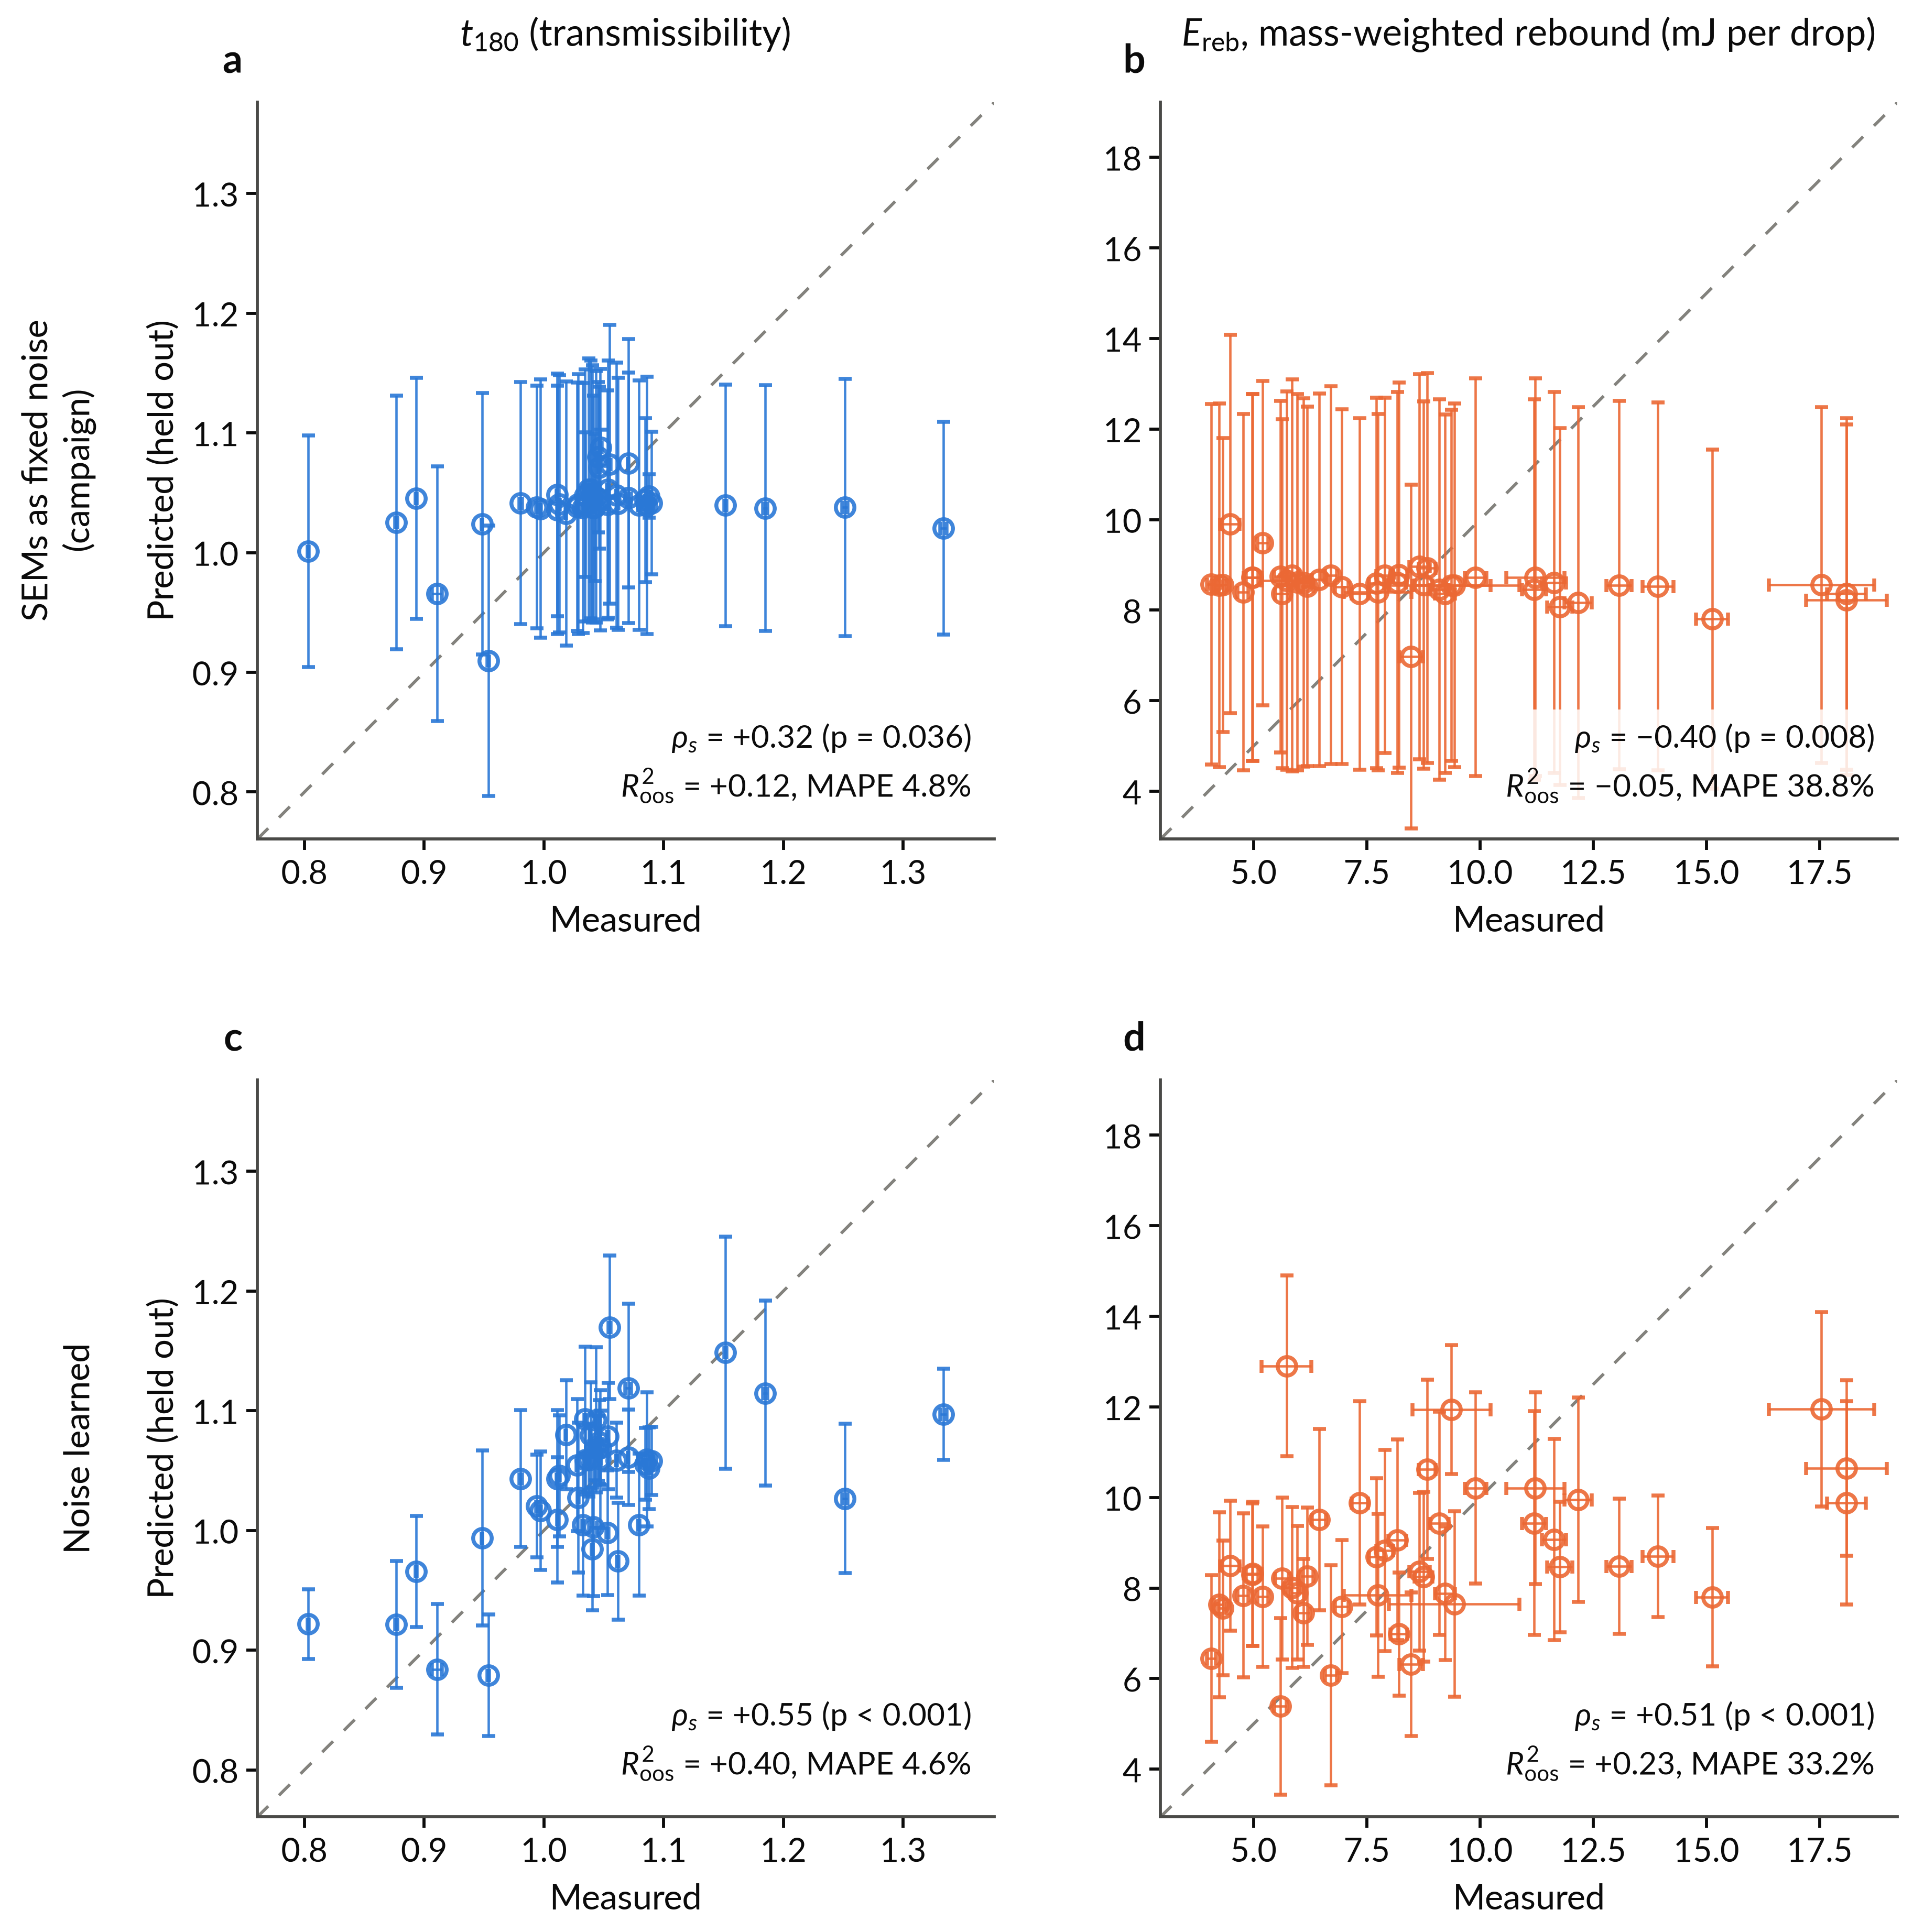 t180 (transmissibility)
Ereb, mass-weighted rebound (mJ per drop)
a
b
SEMs as fixed noise
(campaign)
Predicted (held out)
1.3
1.2
1.1
1.0
0.9
0.8
ρs = +0.32 (p = 0.036)
R²oos = +0.12, MAPE 4.8%
0.8 0.9 1.0 1.1 1.2 1.3
Measured
18
16
14
12
10
8
6
4
ρs = −0.40 (p = 0.008)
R²oos = −0.05, MAPE 38.8%
5.0 7.5 10.0 12.5 15.0 17.5
Measured
c
d
Noise learned
Predicted (held out)
1.3
1.2
1.1
1.0
0.9
0.8
ρs = +0.55 (p < 0.001)
R²oos = +0.40, MAPE 4.6%
0.8 0.9 1.0 1.1 1.2 1.3
Measured
18
16
14
12
10
8
6
4
ρs = +0.51 (p < 0.001)
R²oos = +0.23, MAPE 33.2%
5.0 7.5 10.0 12.5 15.0 17.5
Measured